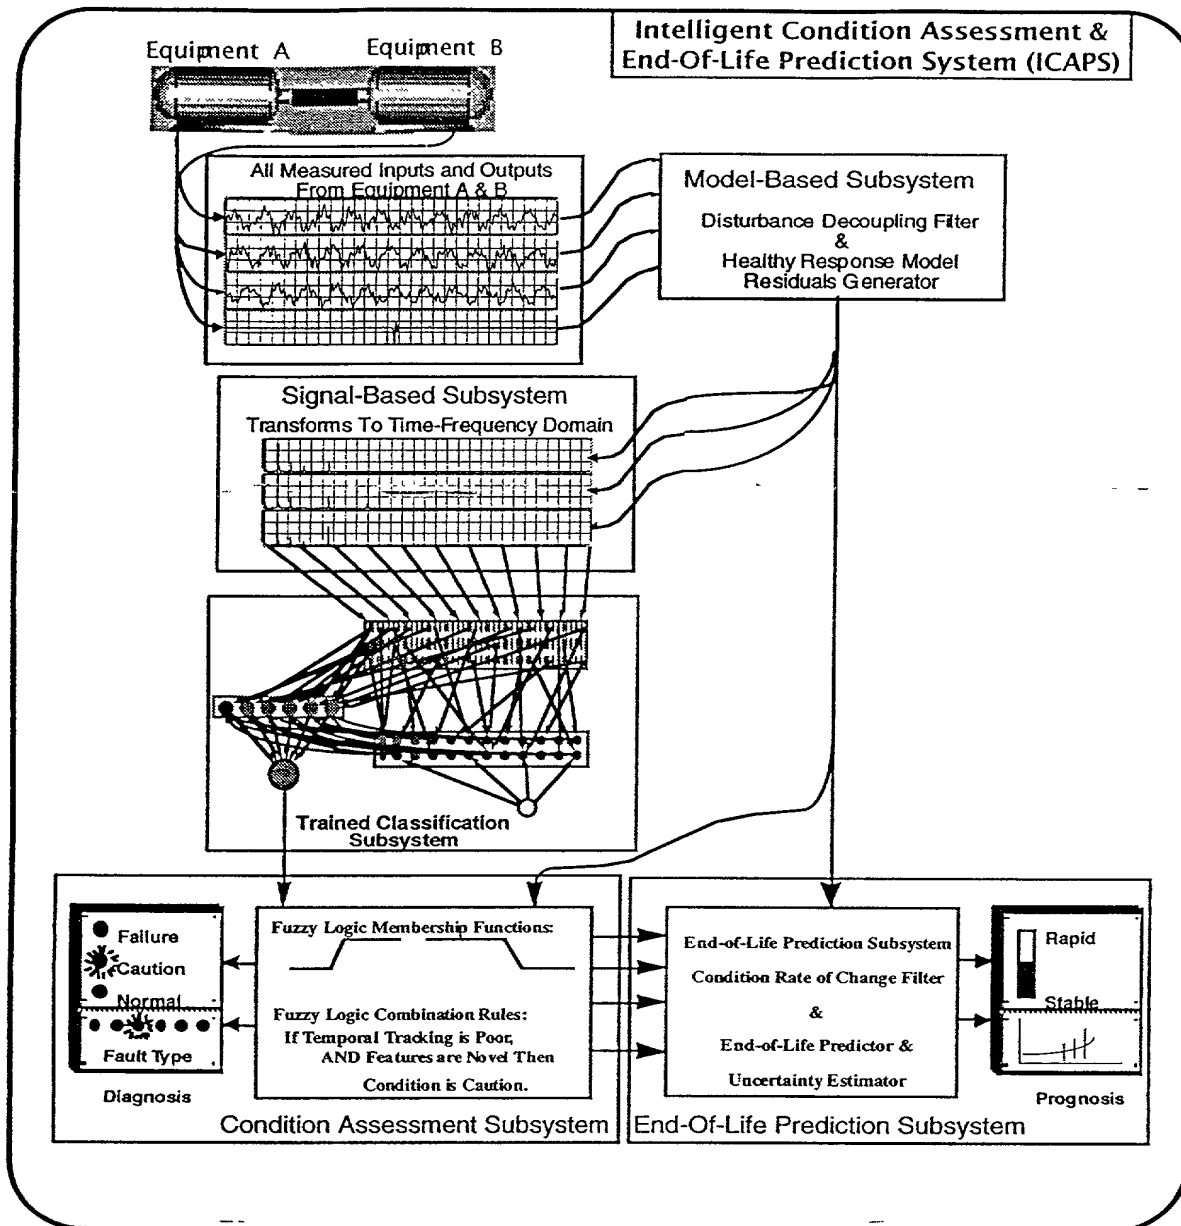 Intelligent Condition Assessment &
End-Of-Life Prediction System (ICAPS)
Equipment A
Equipment B
All Measured Inputs and Outputs
From Equipment A & B
Model-Based Subsystem
Disturbance Decoupling Filter
&
Healthy Response Model
Residuals Generator
Signal-Based Subsystem
Transforms To Time-Frequency Domain
Trained Classification
Subsystem
Failure
Caution
Normal
Fault Type
Diagnosis
Fuzzy Logic Membership Functions:
Fuzzy Logic Combination Rules:
If Temporal Tracking is Poor,
AND Features are Novel Then
Condition is Caution.
Condition Assessment Subsystem
End-of-Life Prediction Subsystem
Condition Rate of Change Filter
&
End-of-Life Predictor &
Uncertainty Estimator
Rapid
Stable
Prognosis
End-Of-Life Prediction Subsystem